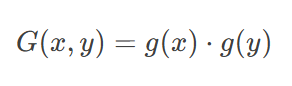 G(x, y) = g(x) · g(y)